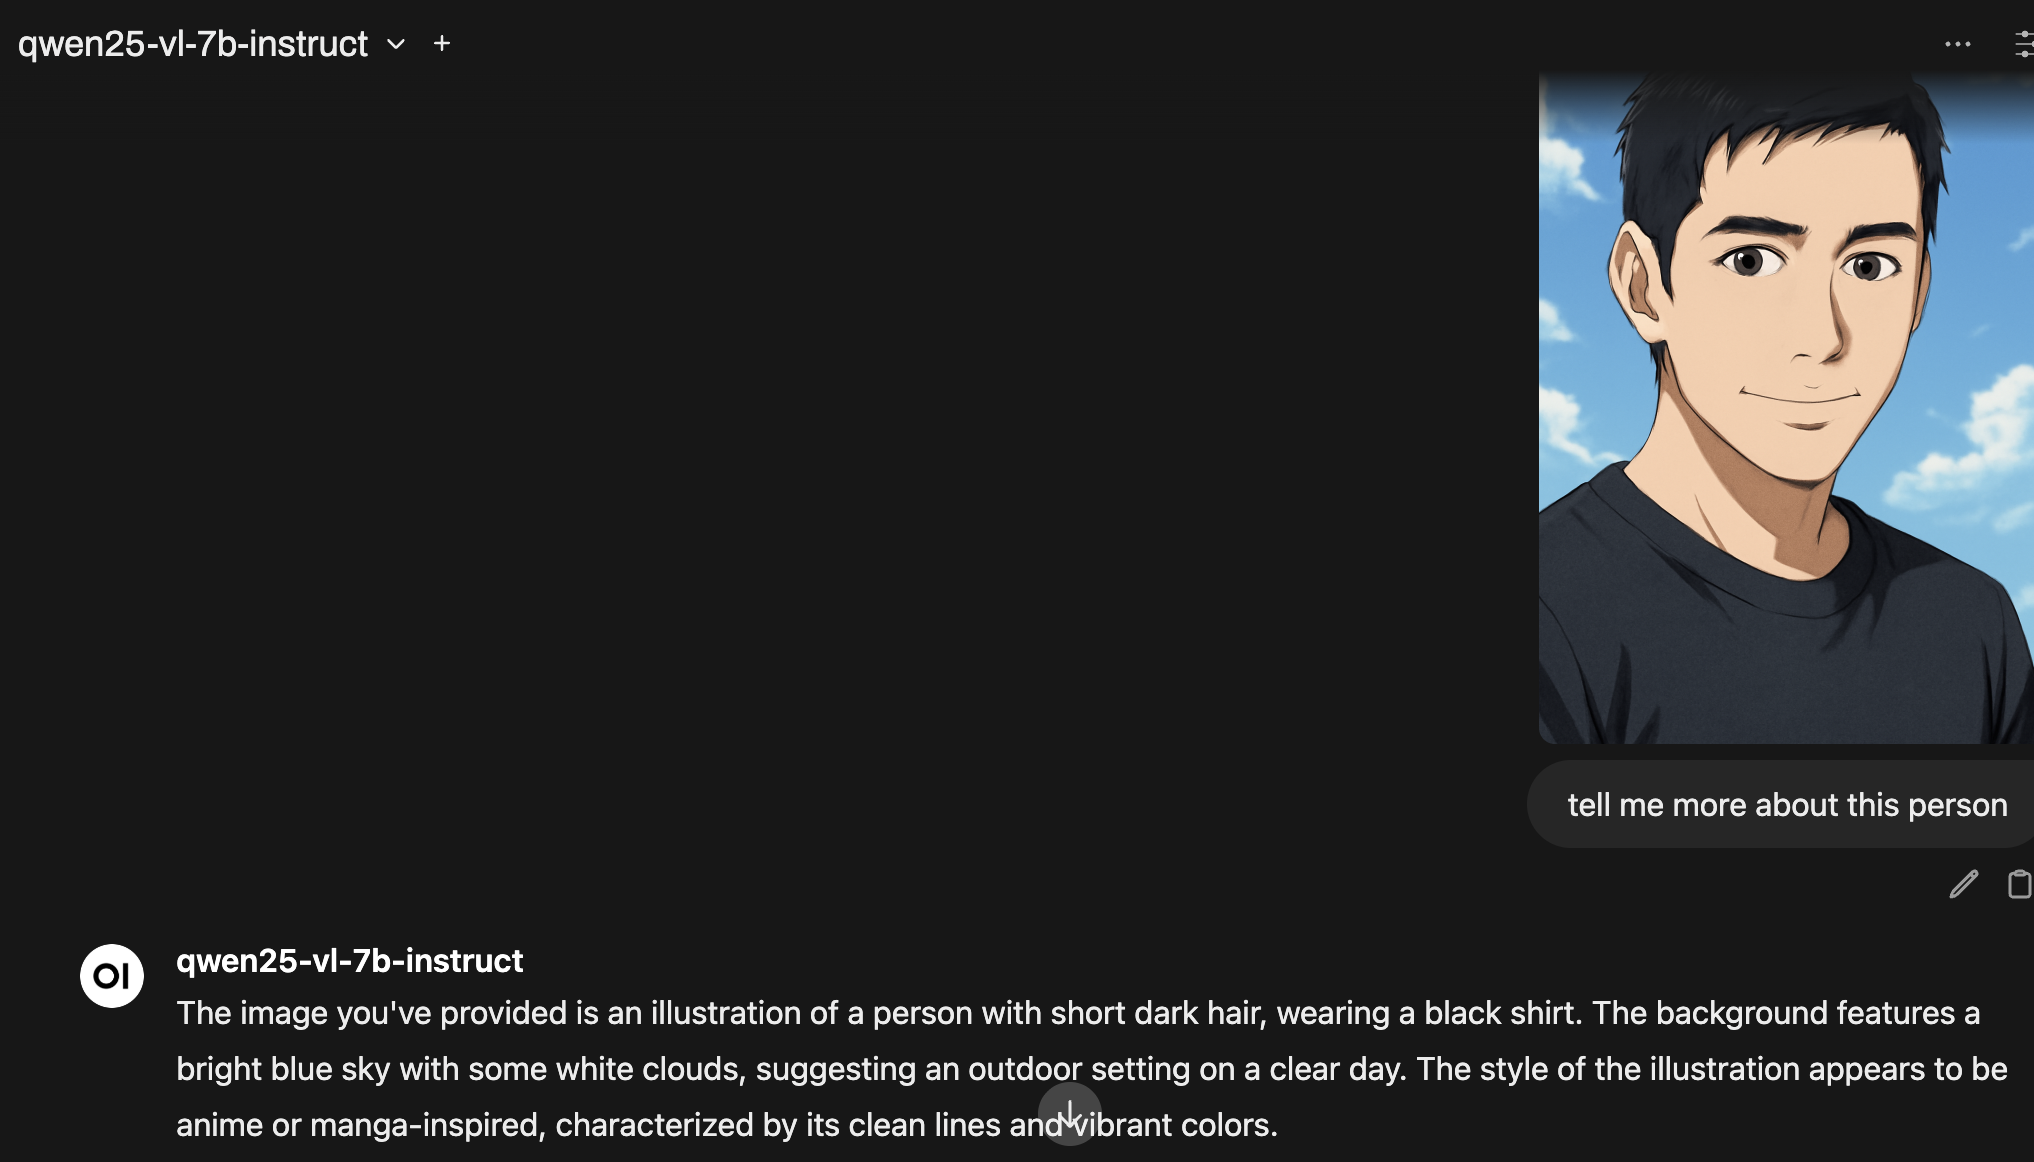 qwen25-vl-7b-instruct
tell me more about this person
OI
qwen25-vl-7b-instruct
The image you've provided is an illustration of a person with short dark hair, wearing a black shirt. The background features a
bright blue sky with some white clouds, suggesting an outdoor setting on a clear day. The style of the illustration appears to be
anime or manga-inspired, characterized by its clean lines and vibrant colors.